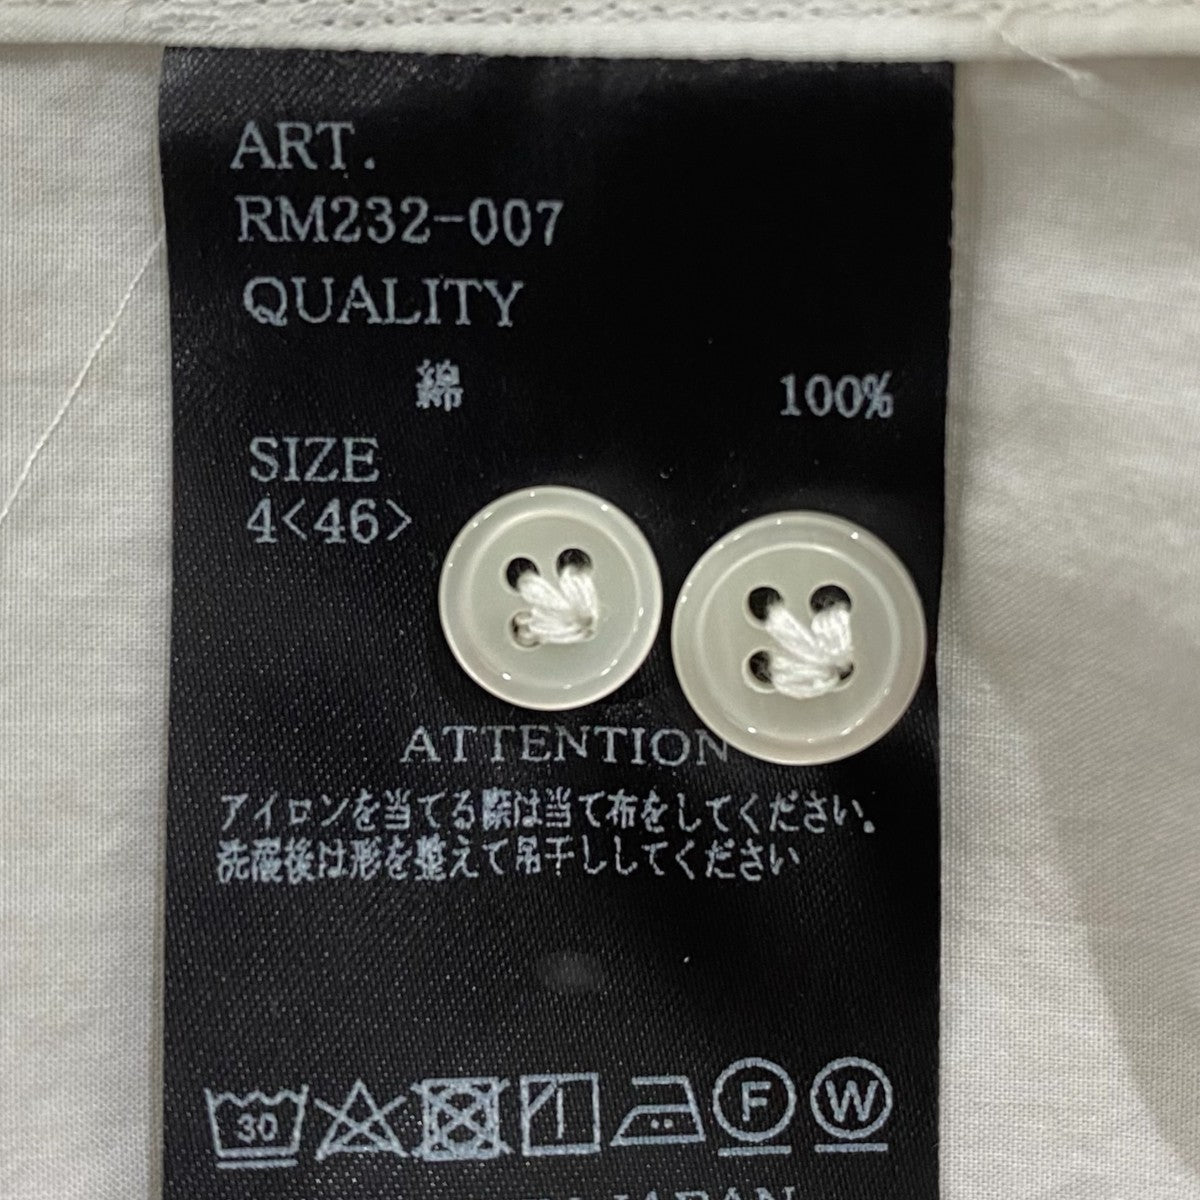 ART.
RM232-007
QUALITY
綿 100%
SIZE
4<46>
ATTENTION
アイロンを当てる際は当て布をしてください。
洗濯後は形を整えて吊干ししてください
30 F W
JAPAN